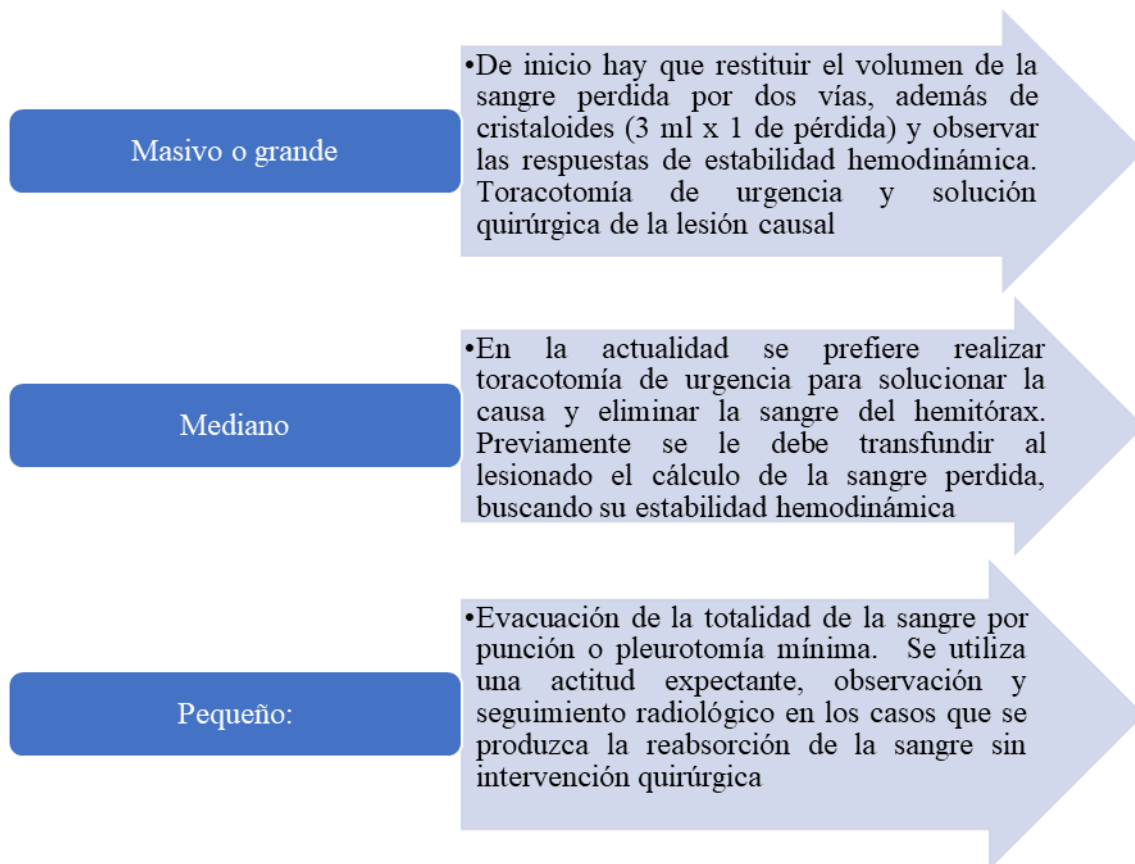 Masivo o grande
•De inicio hay que restituir el volumen de la
sangre perdida por dos vías, además de
cristaloides (3 ml x 1 de pérdida) y observar
las respuestas de estabilidad hemodinámica.
Toracotomía de urgencia y solución
quirúrgica de la lesión causal
Mediano
•En la actualidad se prefiere realizar
toracotomía de urgencia para solucionar la
causa y eliminar la sangre del hemitórax.
Previamente se le debe transfundir al
lesionado el cálculo de la sangre perdida,
buscando su estabilidad hemodinámica
Pequeño:
•Evacuación de la totalidad de la sangre por
punción o pleurotomía mínima. Se utiliza
una actitud expectante, observación y
seguimiento radiológico en los casos que se
produzca la reabsorción de la sangre sin
intervención quirúrgica